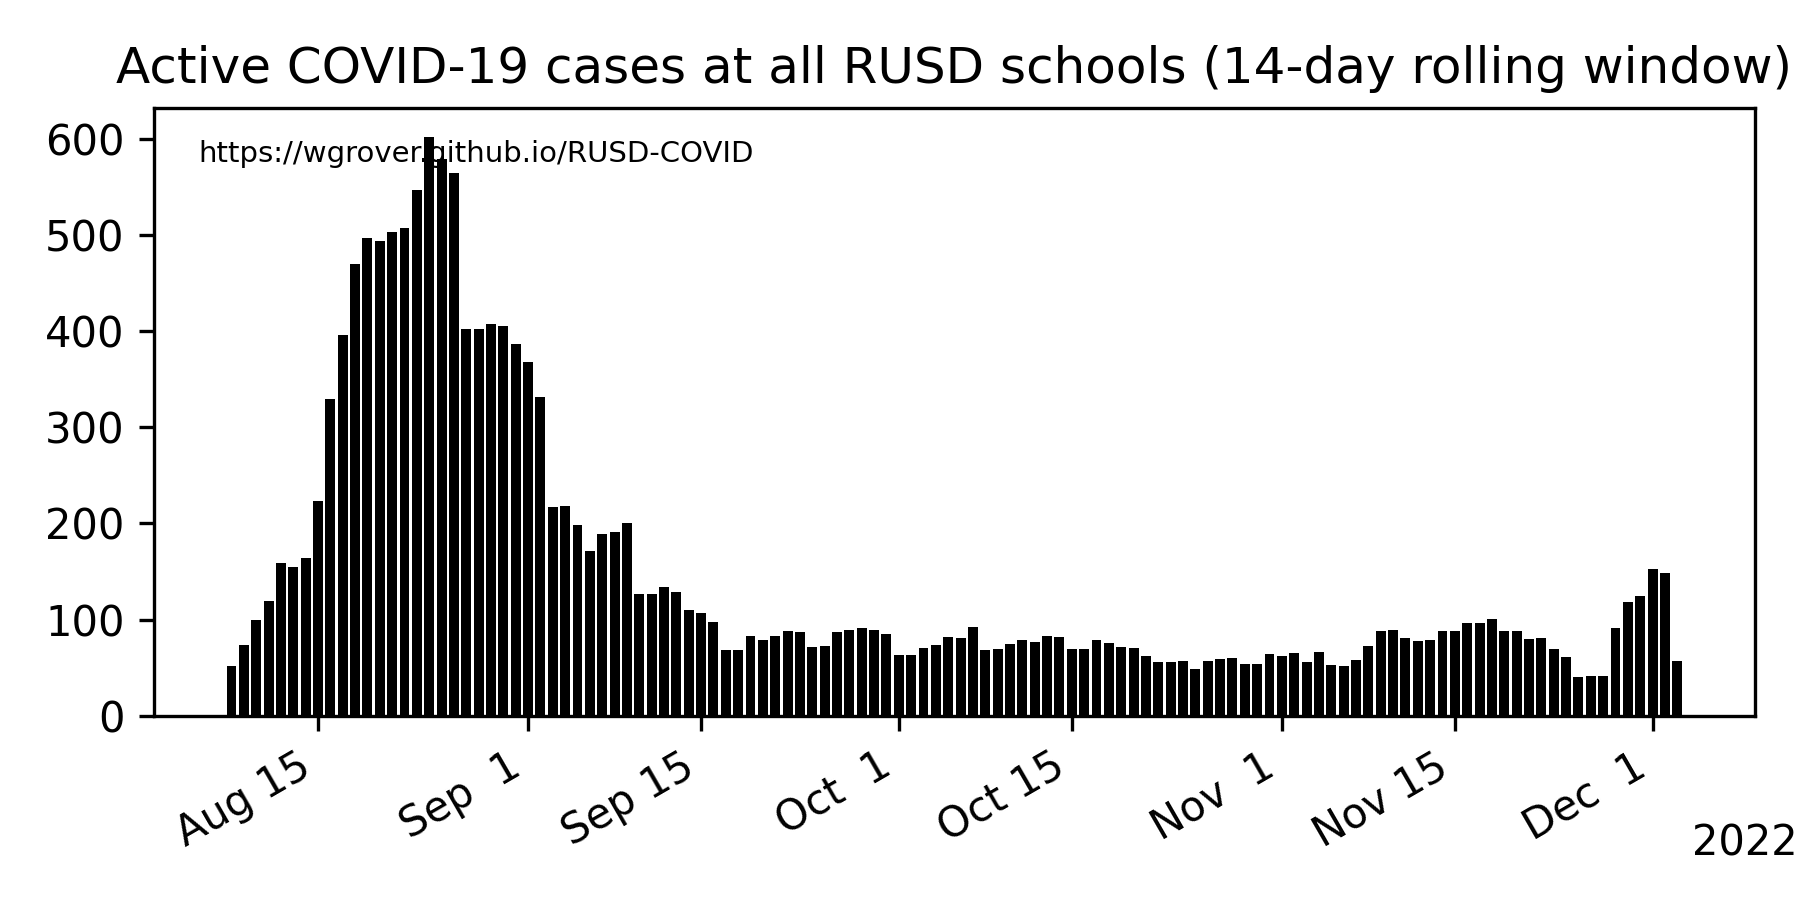 Active COVID-19 cases at all RUSD schools (14-day rolling window)
https://wgrover.github.io/RUSD-COVID
600
500
400
300
200
100
0
Aug 15
Sep 1
Sep 15
Oct 1
Oct 15
Nov 1
Nov 15
Dec 1
2022